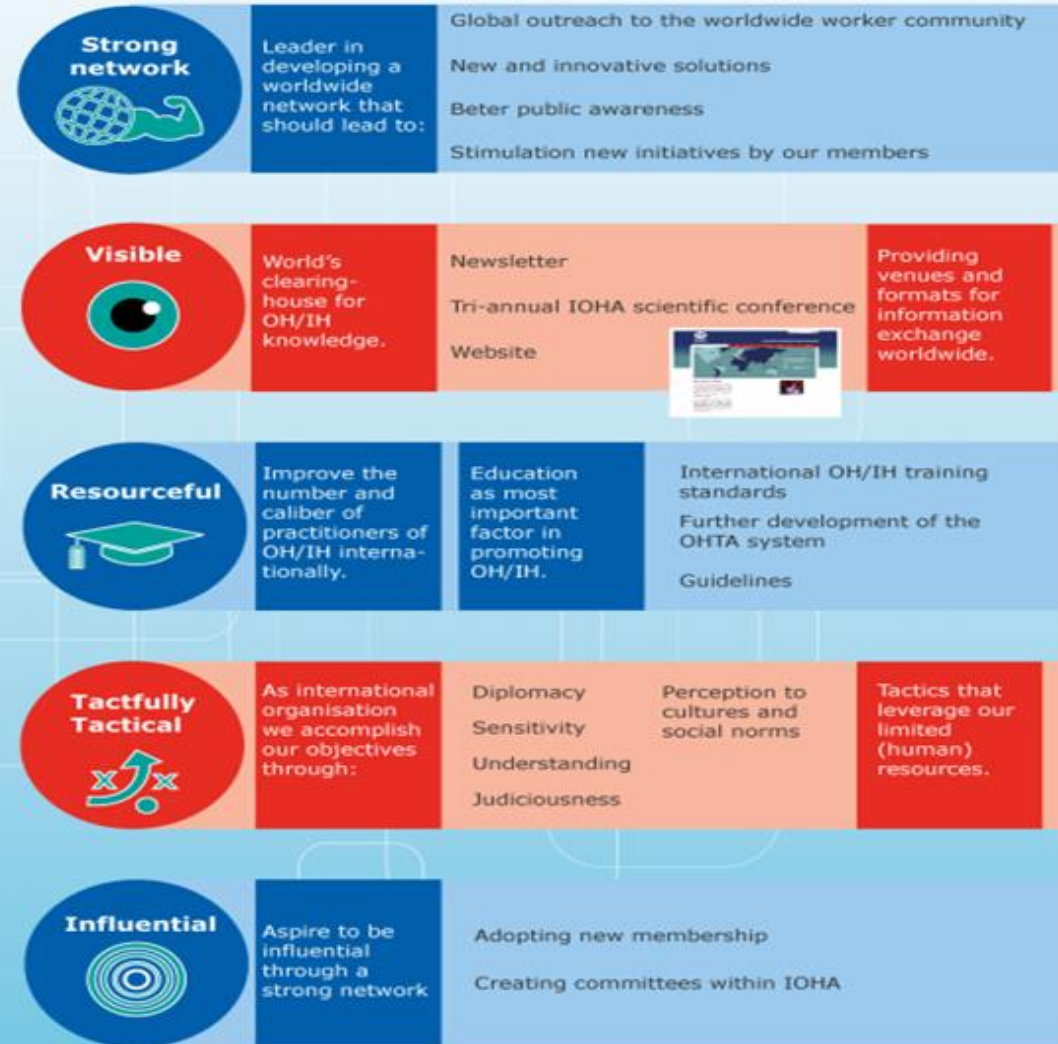 Strong
network
Leader in
developing a
worldwide
network that
should lead to:
Global outreach to the worldwide worker community
New and innovative solutions
Beter public awareness
Stimulation new initiatives by our members
Visible
World's
clearing-
house for
OH/IH
knowledge.
Newsletter
Tri-annual IOHA scientific conference
Website
Providing
venues and
formats for
information
exchange
worldwide.
Resourceful
Improve the
number and
caliber of
practitioners of
OH/IH interna-
tionally.
Education
as most
important
factor in
promoting
OH/IH.
International OH/IH training
standards
Further development of the
OHTA system
Guidelines
Tactfully
Tactical
X X
As international
organisation
we accomplish
our objectives
through:
Diplomacy
Sensitivity
Understanding
Judiciousness
Perception to
cultures and
social norms
Tactics that
leverage our
limited
(human)
resources.
Influential
Aspire to be
influential
through a
strong network
Adopting new membership
Creating committees within IOHA